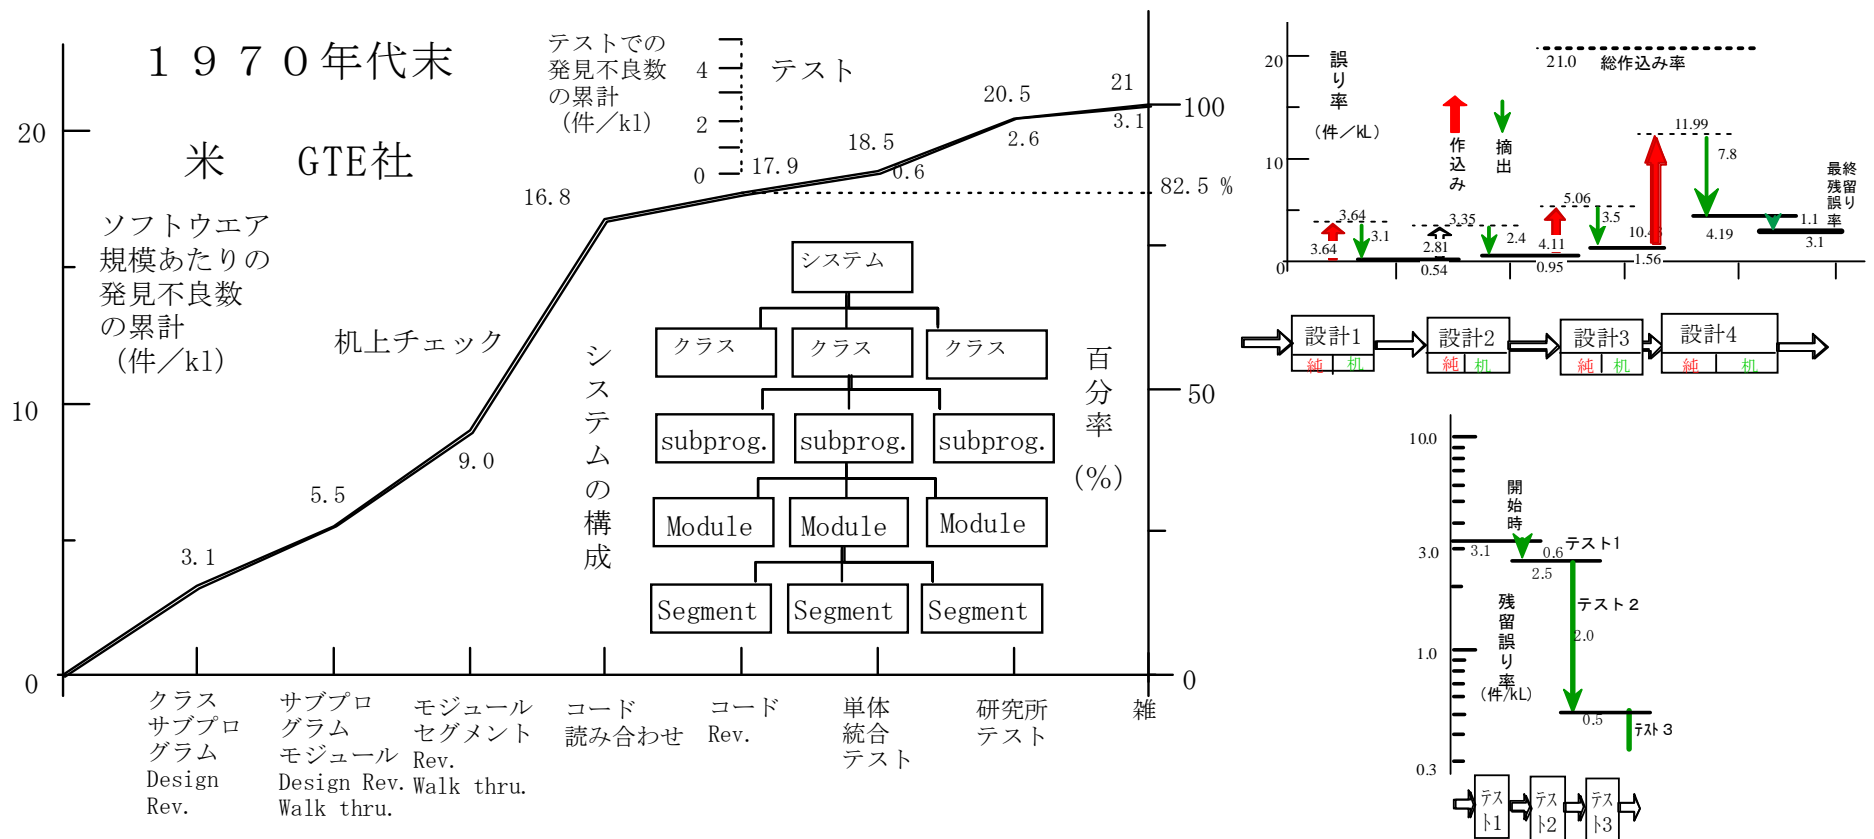 １９７０年代末
米　GTE社
ソフトウエア
規模あたりの
発見不良数
の累計
（件／kl）
20
10
0
テストでの
発見不良数
の累計
（件／kl）
4
2
0
テスト
机上チェック
3.1
5.5
9.0
16.8
17.9
18.5
0.6
20.5
2.6
21
3.1
100
82.5 %
50
0
百分率（%）
システムの構成
システム
クラス
クラス
クラス
subprog.
subprog.
subprog.
Module
Module
Module
Segment
Segment
Segment
クラス
サブプロ
グラム
Design
Rev.
サブプロ
グラム
モジュール
Design Rev.
Walk thru.
モジュール
セグメント
Rev.
Walk thru.
コード
読み合わせ
コード
Rev.
単体
統合
テスト
研究所
テスト
雑
20
10
0
誤り率
（件／kL）
21.0　総作込み率
作込み
摘出
3.64
3.64
3.1
0.54
3.35
2.81
2.4
0.95
5.06
4.11
3.5
1.56
11.99
7.8
4.19
1.1
3.1
最終
残留
誤り
率
設計1
純
机
設計2
純
机
設計3
純
机
設計4
純
机
10.0
3.0
1.0
0.3
開始時
3.1
0.6
テスト1
2.5
テスト２
2.0
残留誤り率
（件/kL）
0.5
テスト３
テス
ト1
テス
ト2
テス
ト3